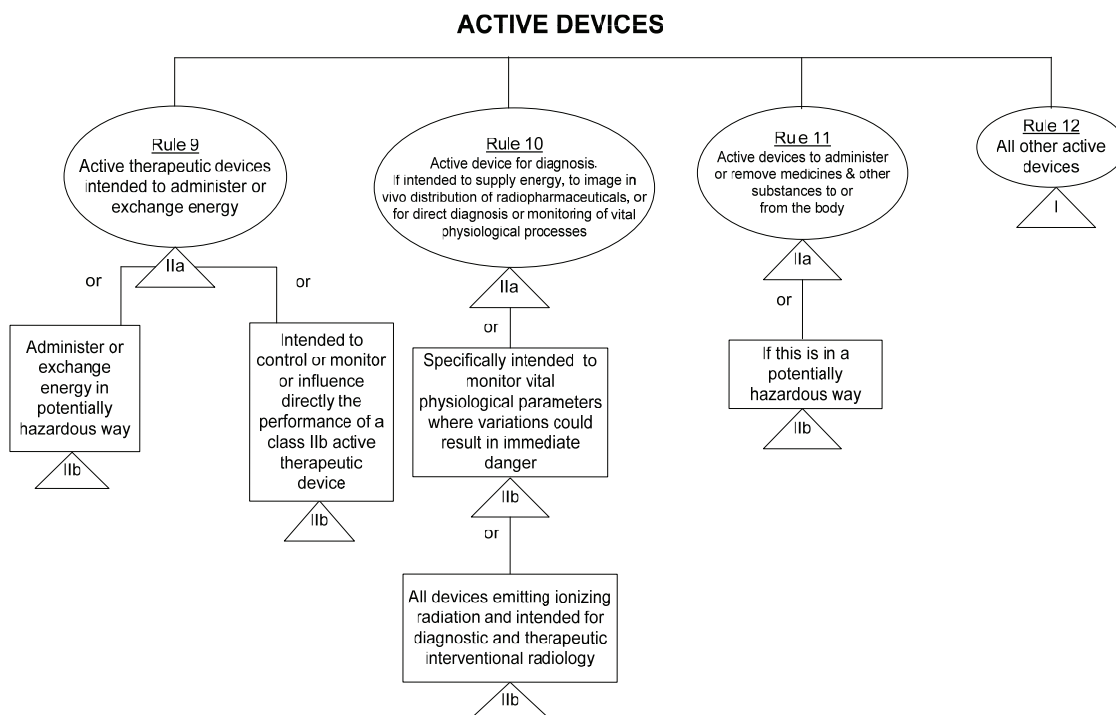 ACTIVE DEVICES
Rule 9
Active therapeutic devices
intended to administer or
exchange energy
IIa
or
or
Administer or
exchange
energy in
potentially
hazardous way
IIb
Intended to
control or monitor
or influence
directly the
performance of a
class IIb active
therapeutic
device
IIb
Rule 10
Active device for diagnosis.
If intended to supply energy, to image in
vivo distribution of radiopharmaceuticals, or
for direct diagnosis or monitoring of vital
physiological processes
IIa
or
Specifically intended to
monitor vital
physiological parameters
where variations could
result in immediate
danger
IIb
or
All devices emitting ionizing
radiation and intended for
diagnostic and therapeutic
interventional radiology
IIb
Rule 11
Active devices to administer
or remove medicines & other
substances to or
from the body
IIa
or
If this is in a
potentially
hazardous way
IIb
Rule 12
All other active
devices
I